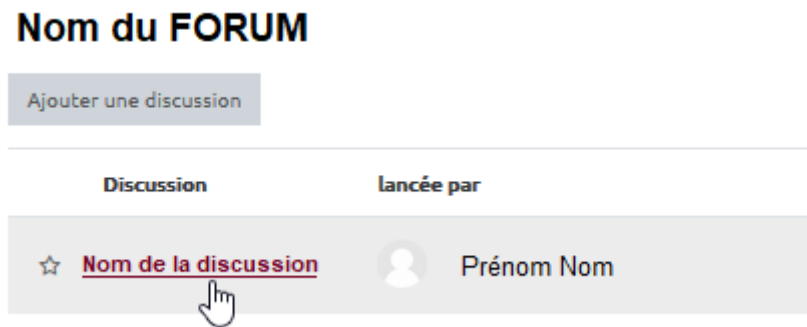 Nom du FORUM
Ajouter une discussion
Discussion lancée par
Nom de la discussion Prénom Nom